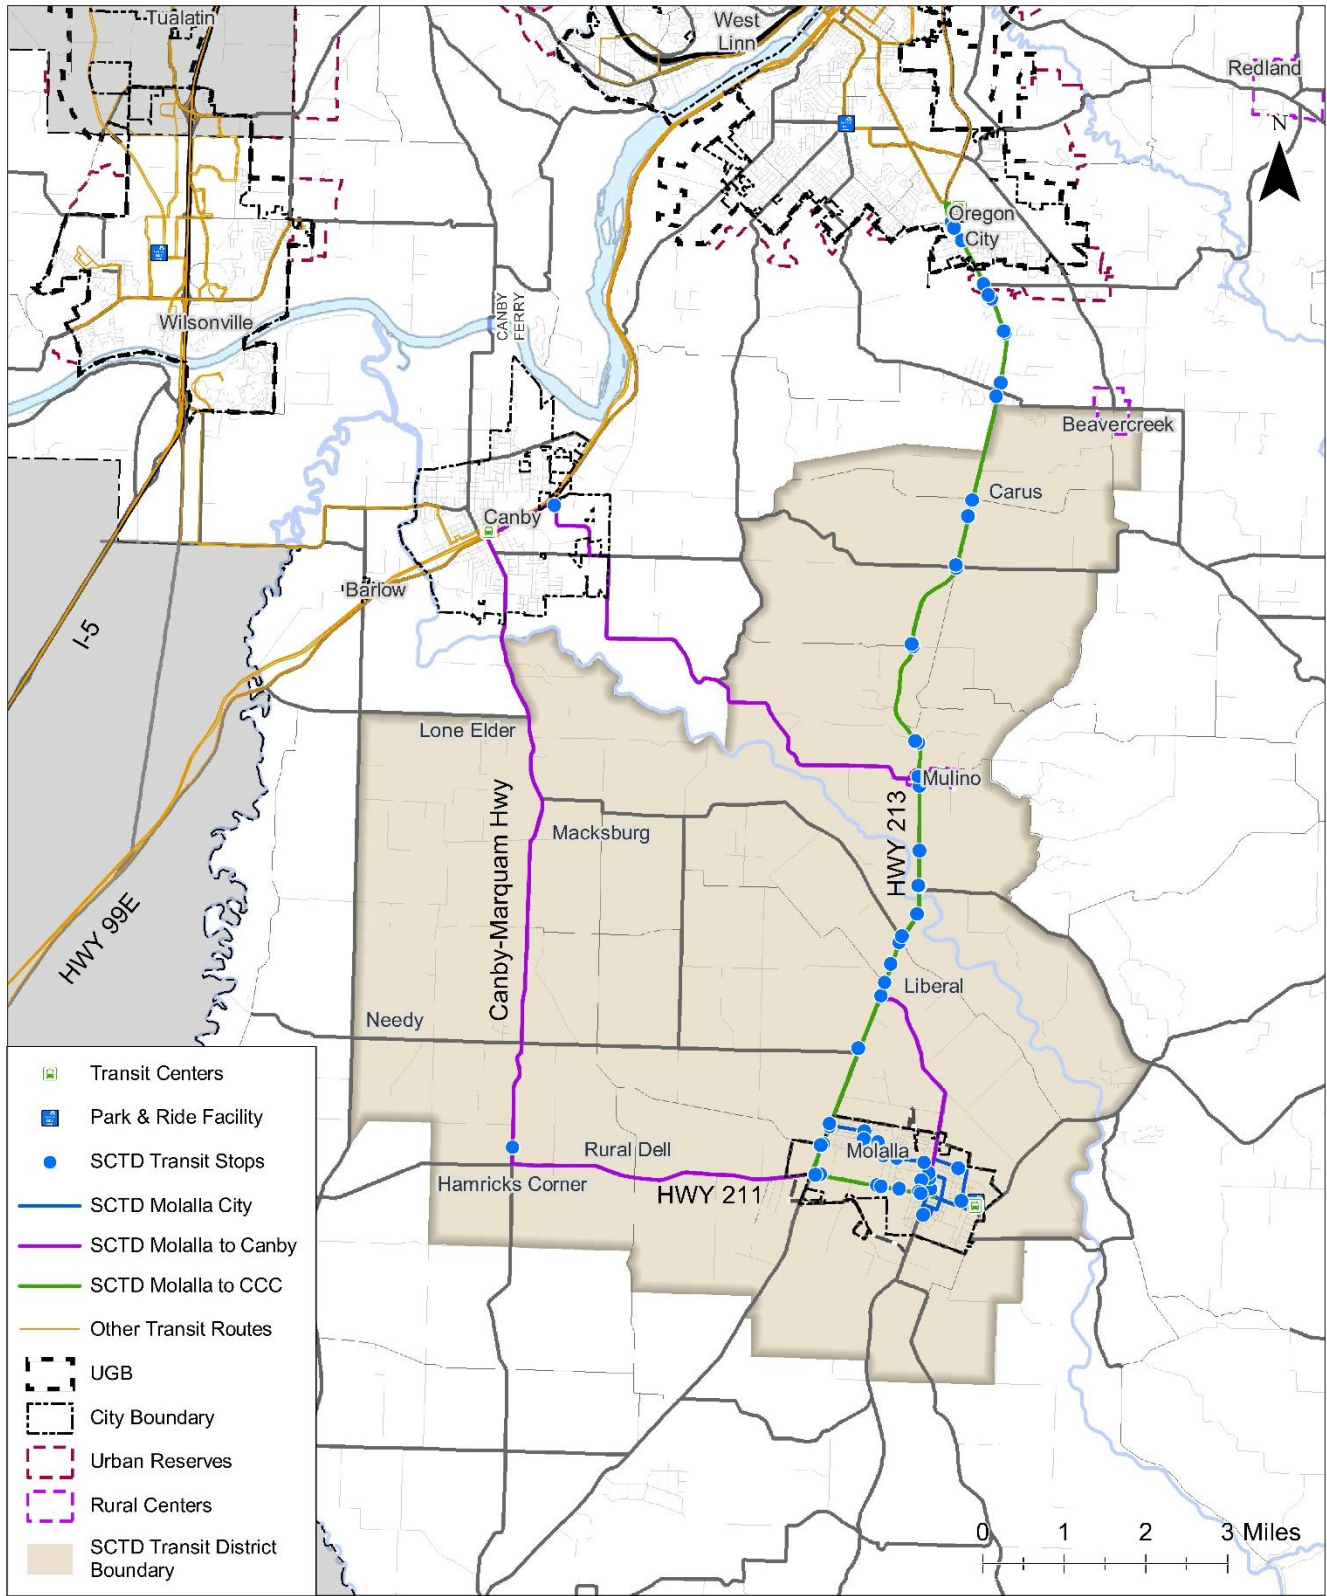 Tualatin
West
Linn
Redland
N
Oregon
City
CANBY
FERRY
Wilsonville
Beavercreek
Carus
Canby
Barlow
I-5
Lone Elder
Mulino
Macksburg
Canby-Marquam Hwy
HWY 213
HWY 99E
Liberal
Needy
Rural Dell
Molalla
Hamricks Corner
HWY 211
Transit Centers
Park & Ride Facility
SCTD Transit Stops
SCTD Molalla City
SCTD Molalla to Canby
SCTD Molalla to CCC
Other Transit Routes
UGB
City Boundary
Urban Reserves
Rural Centers
SCTD Transit District
Boundary
0 1 2 3 Miles